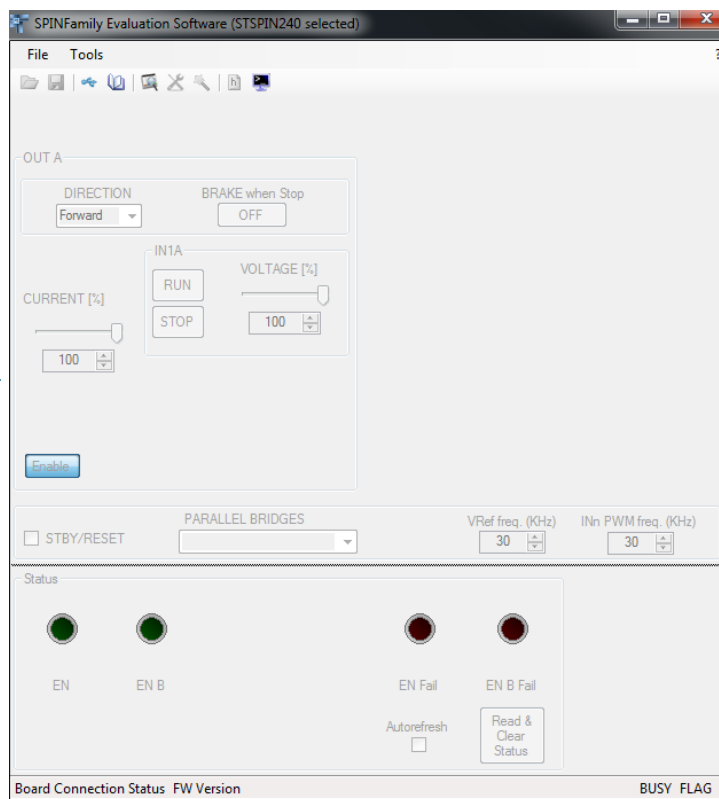 SPINFamily Evaluation Software (STSPIN240 selected)
File Tools ?
OUT A
DIRECTION BRAKE when Stop
Forward OFF
IN1A
VOLTAGE [%]
RUN
CURRENT [%]
STOP 100
100
Enable
PARALLEL BRIDGES VRef freq. (KHz) INn PWM freq. (KHz)
STBY/RESET 30 30
Status
EN EN B EN Fail EN B Fail
Autorefresh
Read &
Clear
Status
Board Connection Status FW Version BUSY FLAG